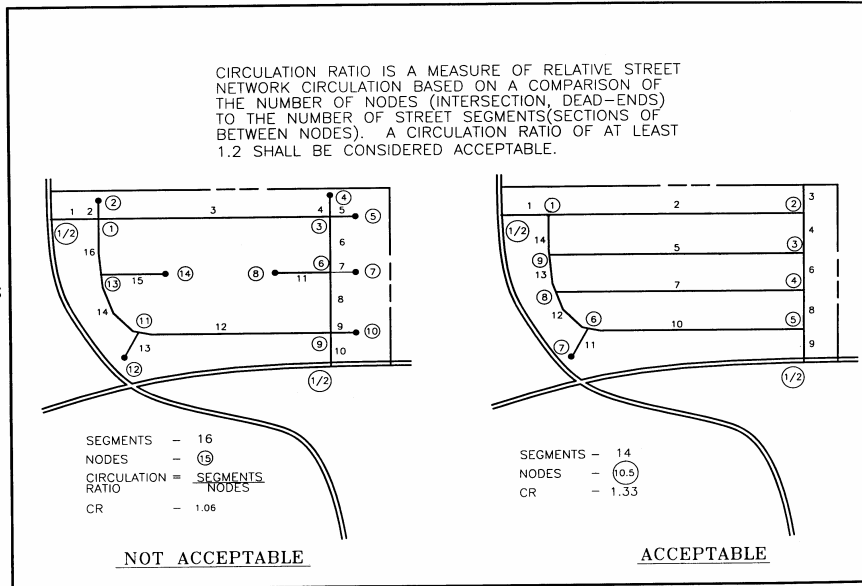 CIRCULATION RATIO IS A MEASURE OF RELATIVE STREET
NETWORK CIRCULATION BASED ON A COMPARISON OF
THE NUMBER OF NODES (INTERSECTION, DEAD-ENDS)
TO THE NUMBER OF STREET SEGMENTS(SECTIONS OF
BETWEEN NODES). A CIRCULATION RATIO OF AT LEAST
1.2 SHALL BE CONSIDERED ACCEPTABLE.
2 4
1 2 3 4 5 5
1/2 1 3
16 6
15 14 8 11 6 7 7
13
14 8
11 12 9 10
13 9
12 10
1/2
SEGMENTS - 16
NODES - 15
CIRCULATION = SEGMENTS
RATIO NODES
CR - 1.06
NOT ACCEPTABLE
3
1 1 2 2
1/2 4
14 5 3
9
13 6
7 4
8
12 8
6 10 5
7 11 9
1/2
SEGMENTS - 14
NODES - 10.5
CR - 1.33
ACCEPTABLE